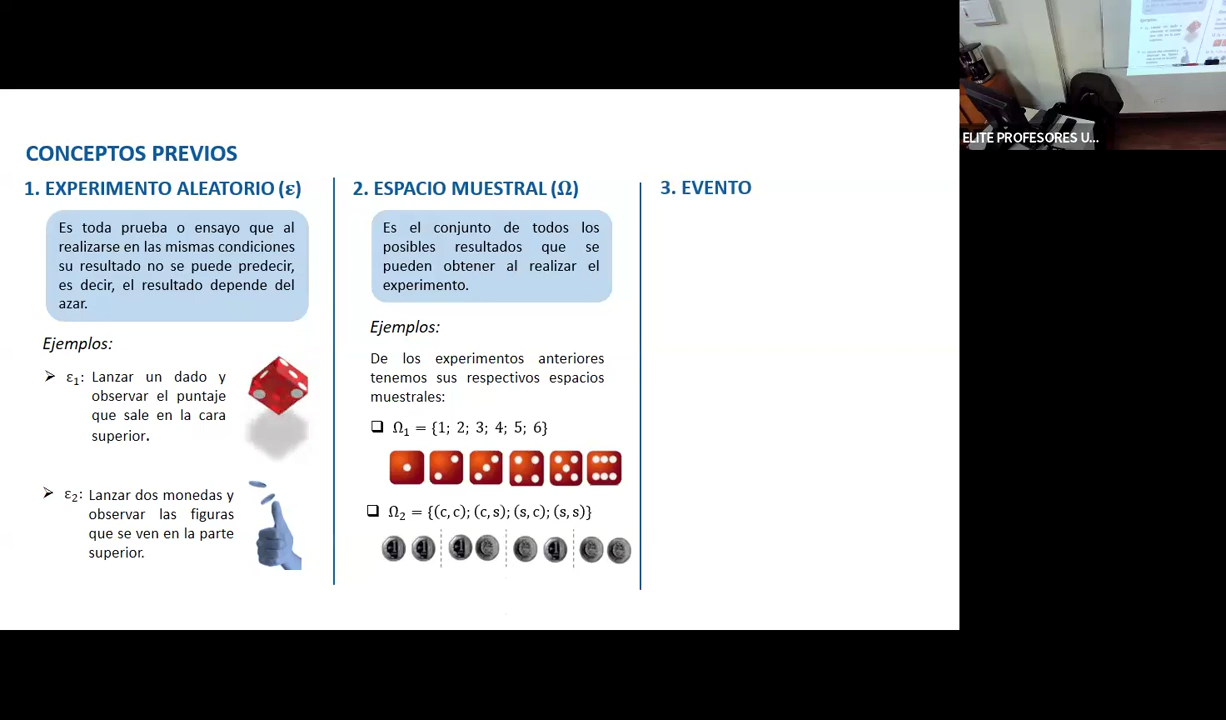 CONCEPTOS PREVIOS
1. EXPERIMENTO ALEATORIO (ε)
Es toda prueba o ensayo que al
realizarse en las mismas condiciones
su resultado no se puede predecir,
es decir, el resultado depende del
azar.
Ejemplos:
➢ ε₁: Lanzar un dado y
observar el puntaje
que sale en la cara
superior.
➢ ε₂: Lanzar dos monedas y
observar las figuras
que se ven en la parte
superior.
2. ESPACIO MUESTRAL (Ω)
Es el conjunto de todos los
posibles resultados que se
pueden obtener al realizar el
experimento.
Ejemplos:
De los experimentos anteriores
tenemos sus respectivos espacios
muestrales:
❑ Ω₁ = {1; 2; 3; 4; 5; 6}
❑ Ω₂ = {(c, c); (c, s); (s, c); (s, s)}
3. EVENTO
ELITE PROFESORES U...